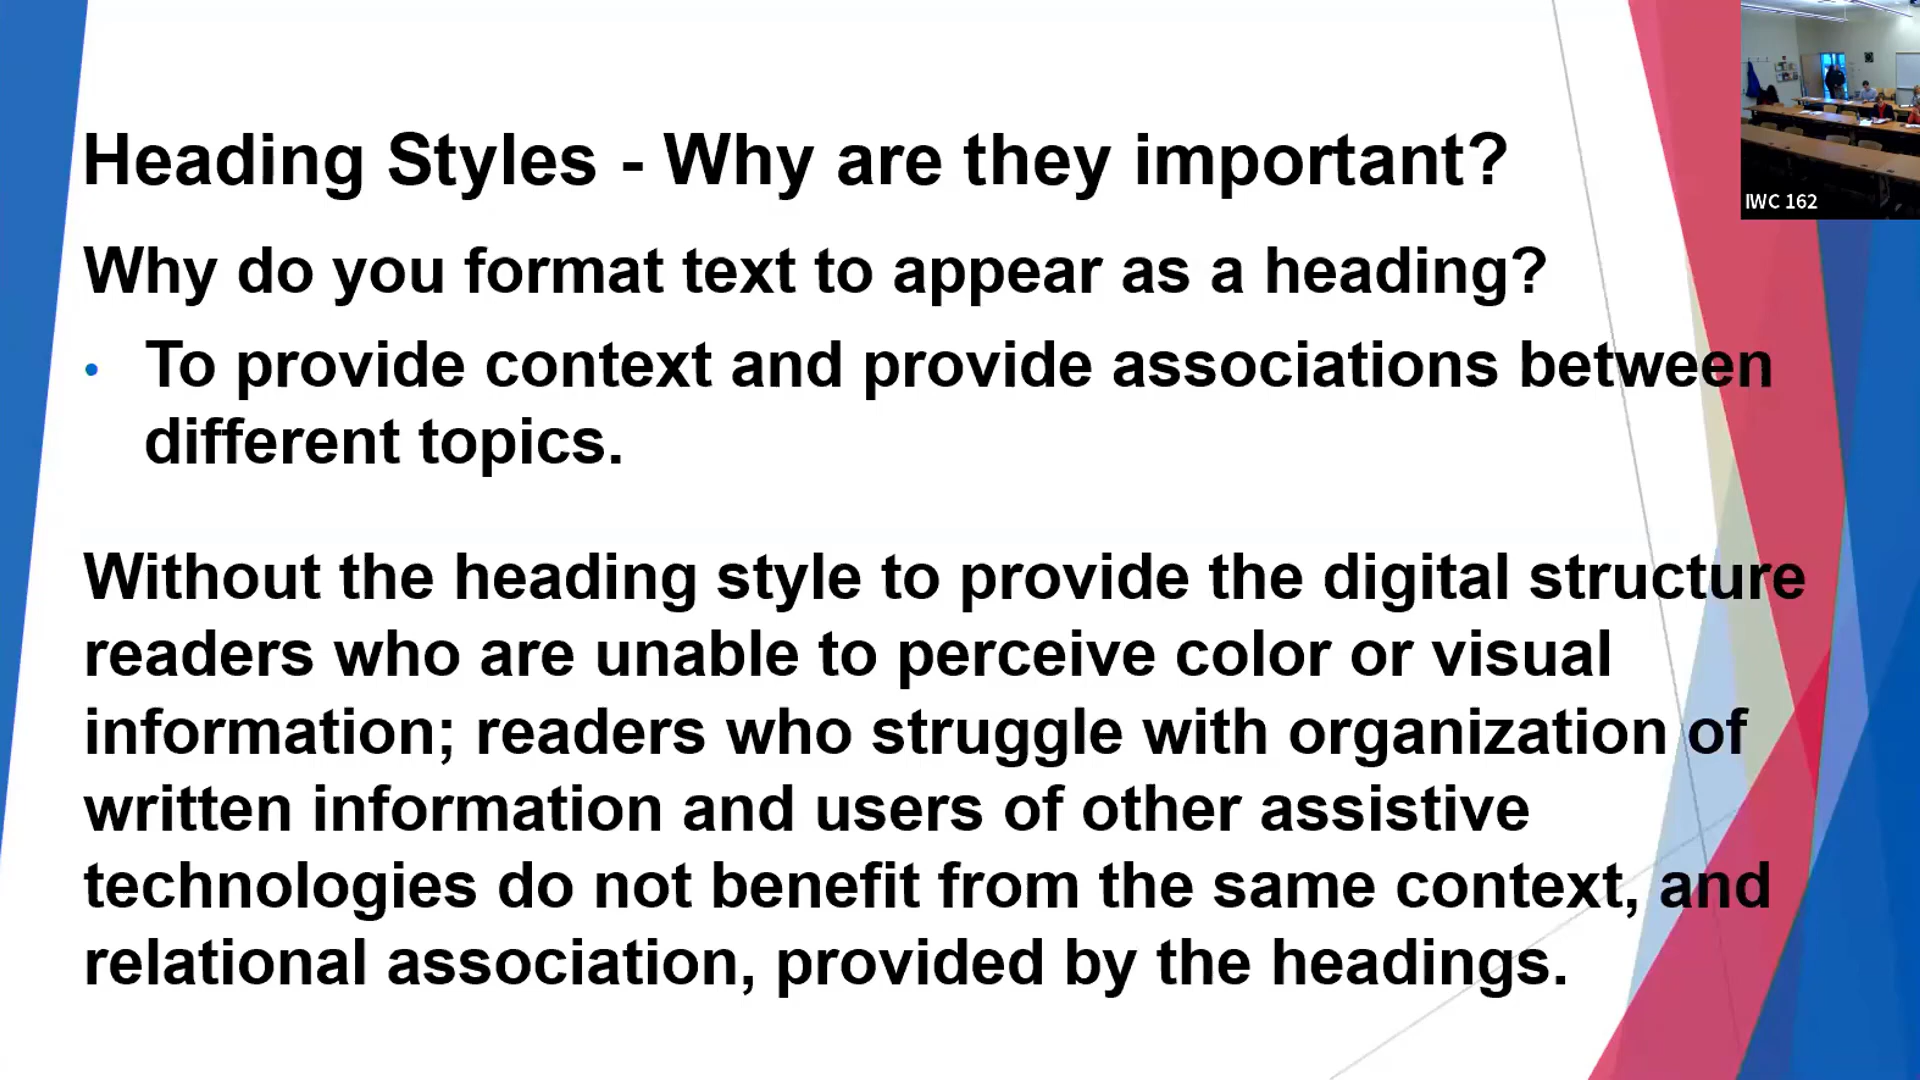 Heading Styles - Why are they important?
Why do you format text to appear as a heading?
• To provide context and provide associations between
different topics.
Without the heading style to provide the digital structure
readers who are unable to perceive color or visual
information; readers who struggle with organization of
written information and users of other assistive
technologies do not benefit from the same context, and
relational association, provided by the headings.
IWC 162